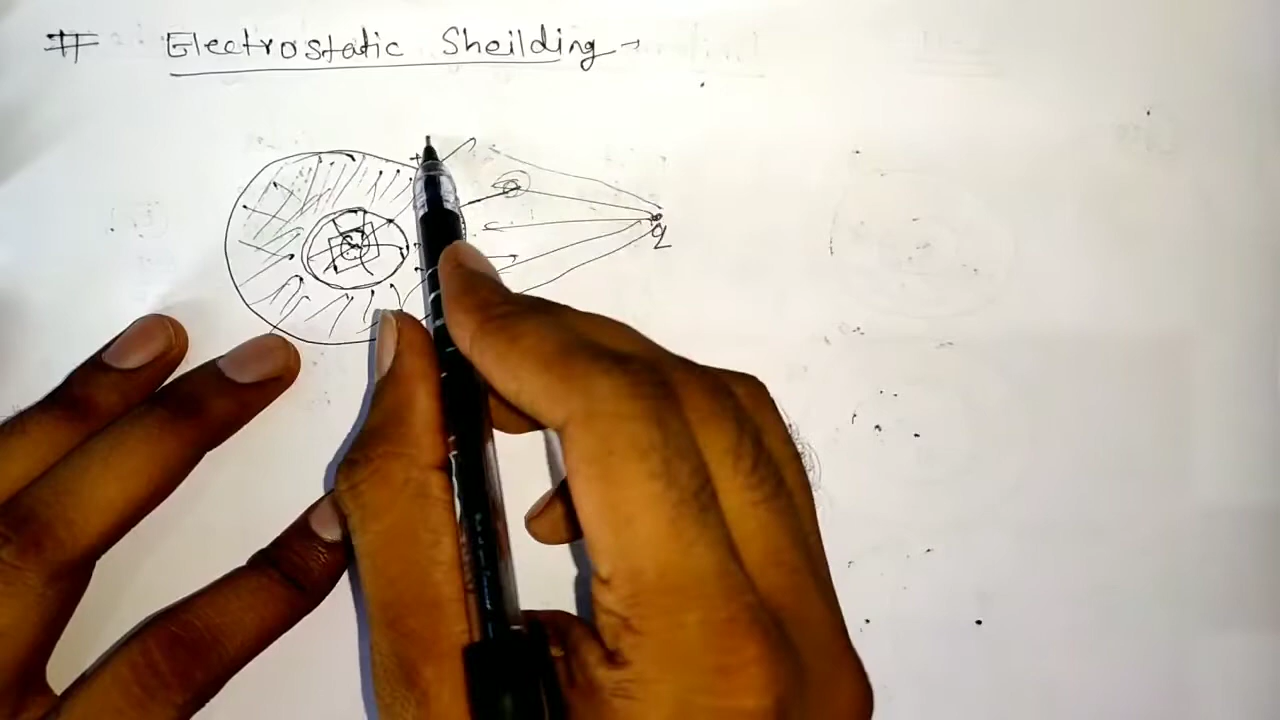 # Electrostatic Sheilding →
q